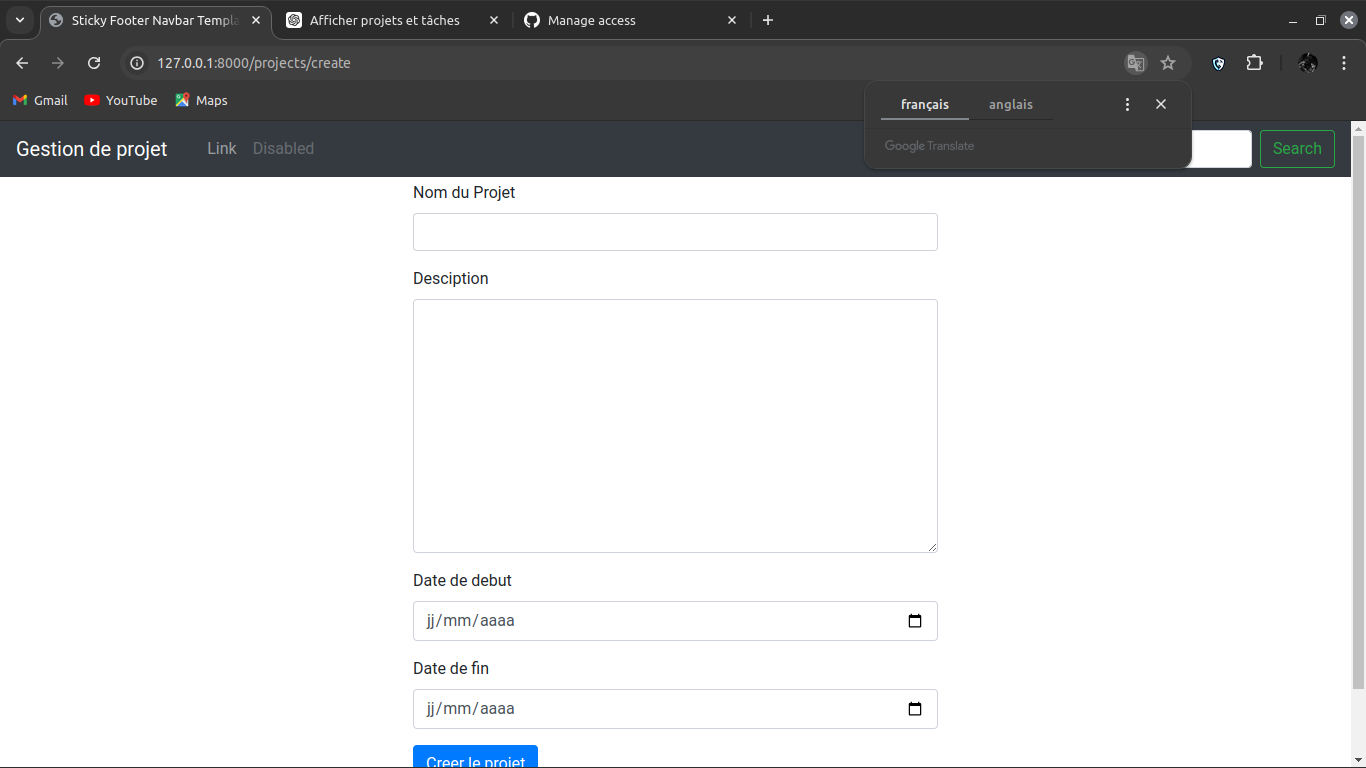 Sticky Footer Navbar Templa
Afficher projets et tâches
Manage access
127.0.0.1:8000/projects/create
Gmail
YouTube
Maps
français
anglais
Google Translate
Gestion de projet
Link
Disabled
Search
Nom du Projet
Desciption
Date de debut
jj/mm/aaaa
Date de fin
jj/mm/aaaa
Creer le projet